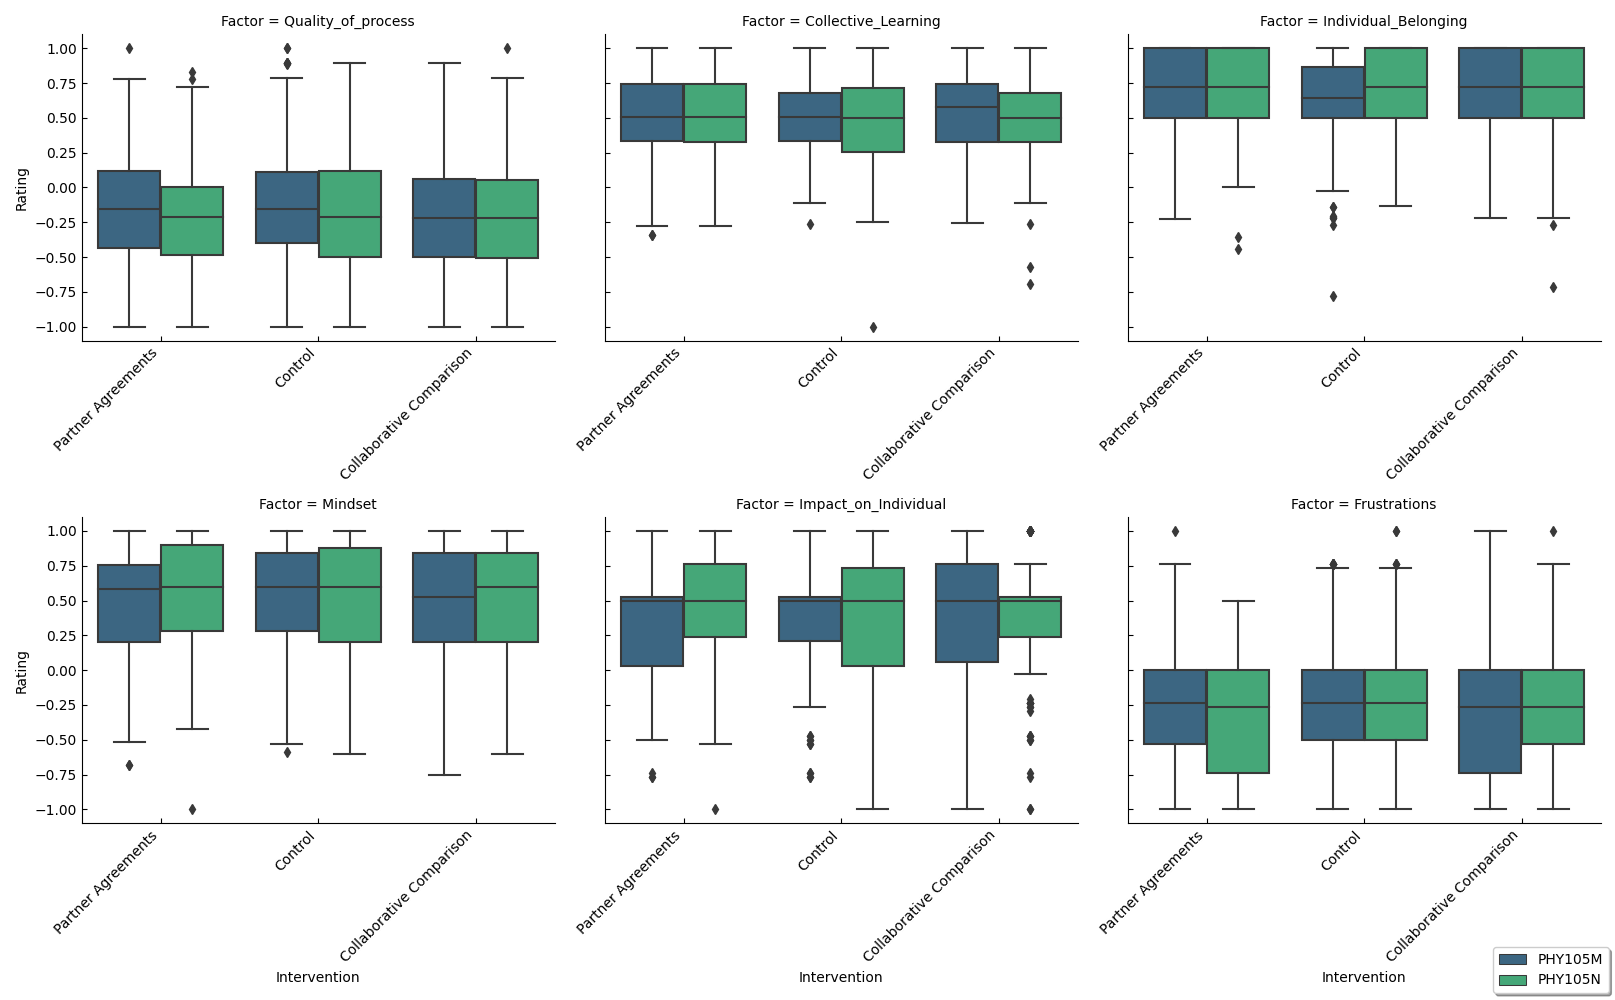 Factor = Quality_of_process
Factor = Collective_Learning
Factor = Individual_Belonging
1.00
0.75
0.50
0.25
0.00
−0.25
−0.50
−0.75
−1.00
Rating
Partner Agreements
Control
Collaborative Comparison
Partner Agreements
Control
Collaborative Comparison
Partner Agreements
Control
Collaborative Comparison
Factor = Mindset
Factor = Impact_on_Individual
Factor = Frustrations
1.00
0.75
0.50
0.25
0.00
−0.25
−0.50
−0.75
−1.00
Rating
Partner Agreements
Control
Collaborative Comparison
Partner Agreements
Control
Collaborative Comparison
Partner Agreements
Control
Collaborative Comparison
Intervention
Intervention
Intervention
PHY105M
PHY105N